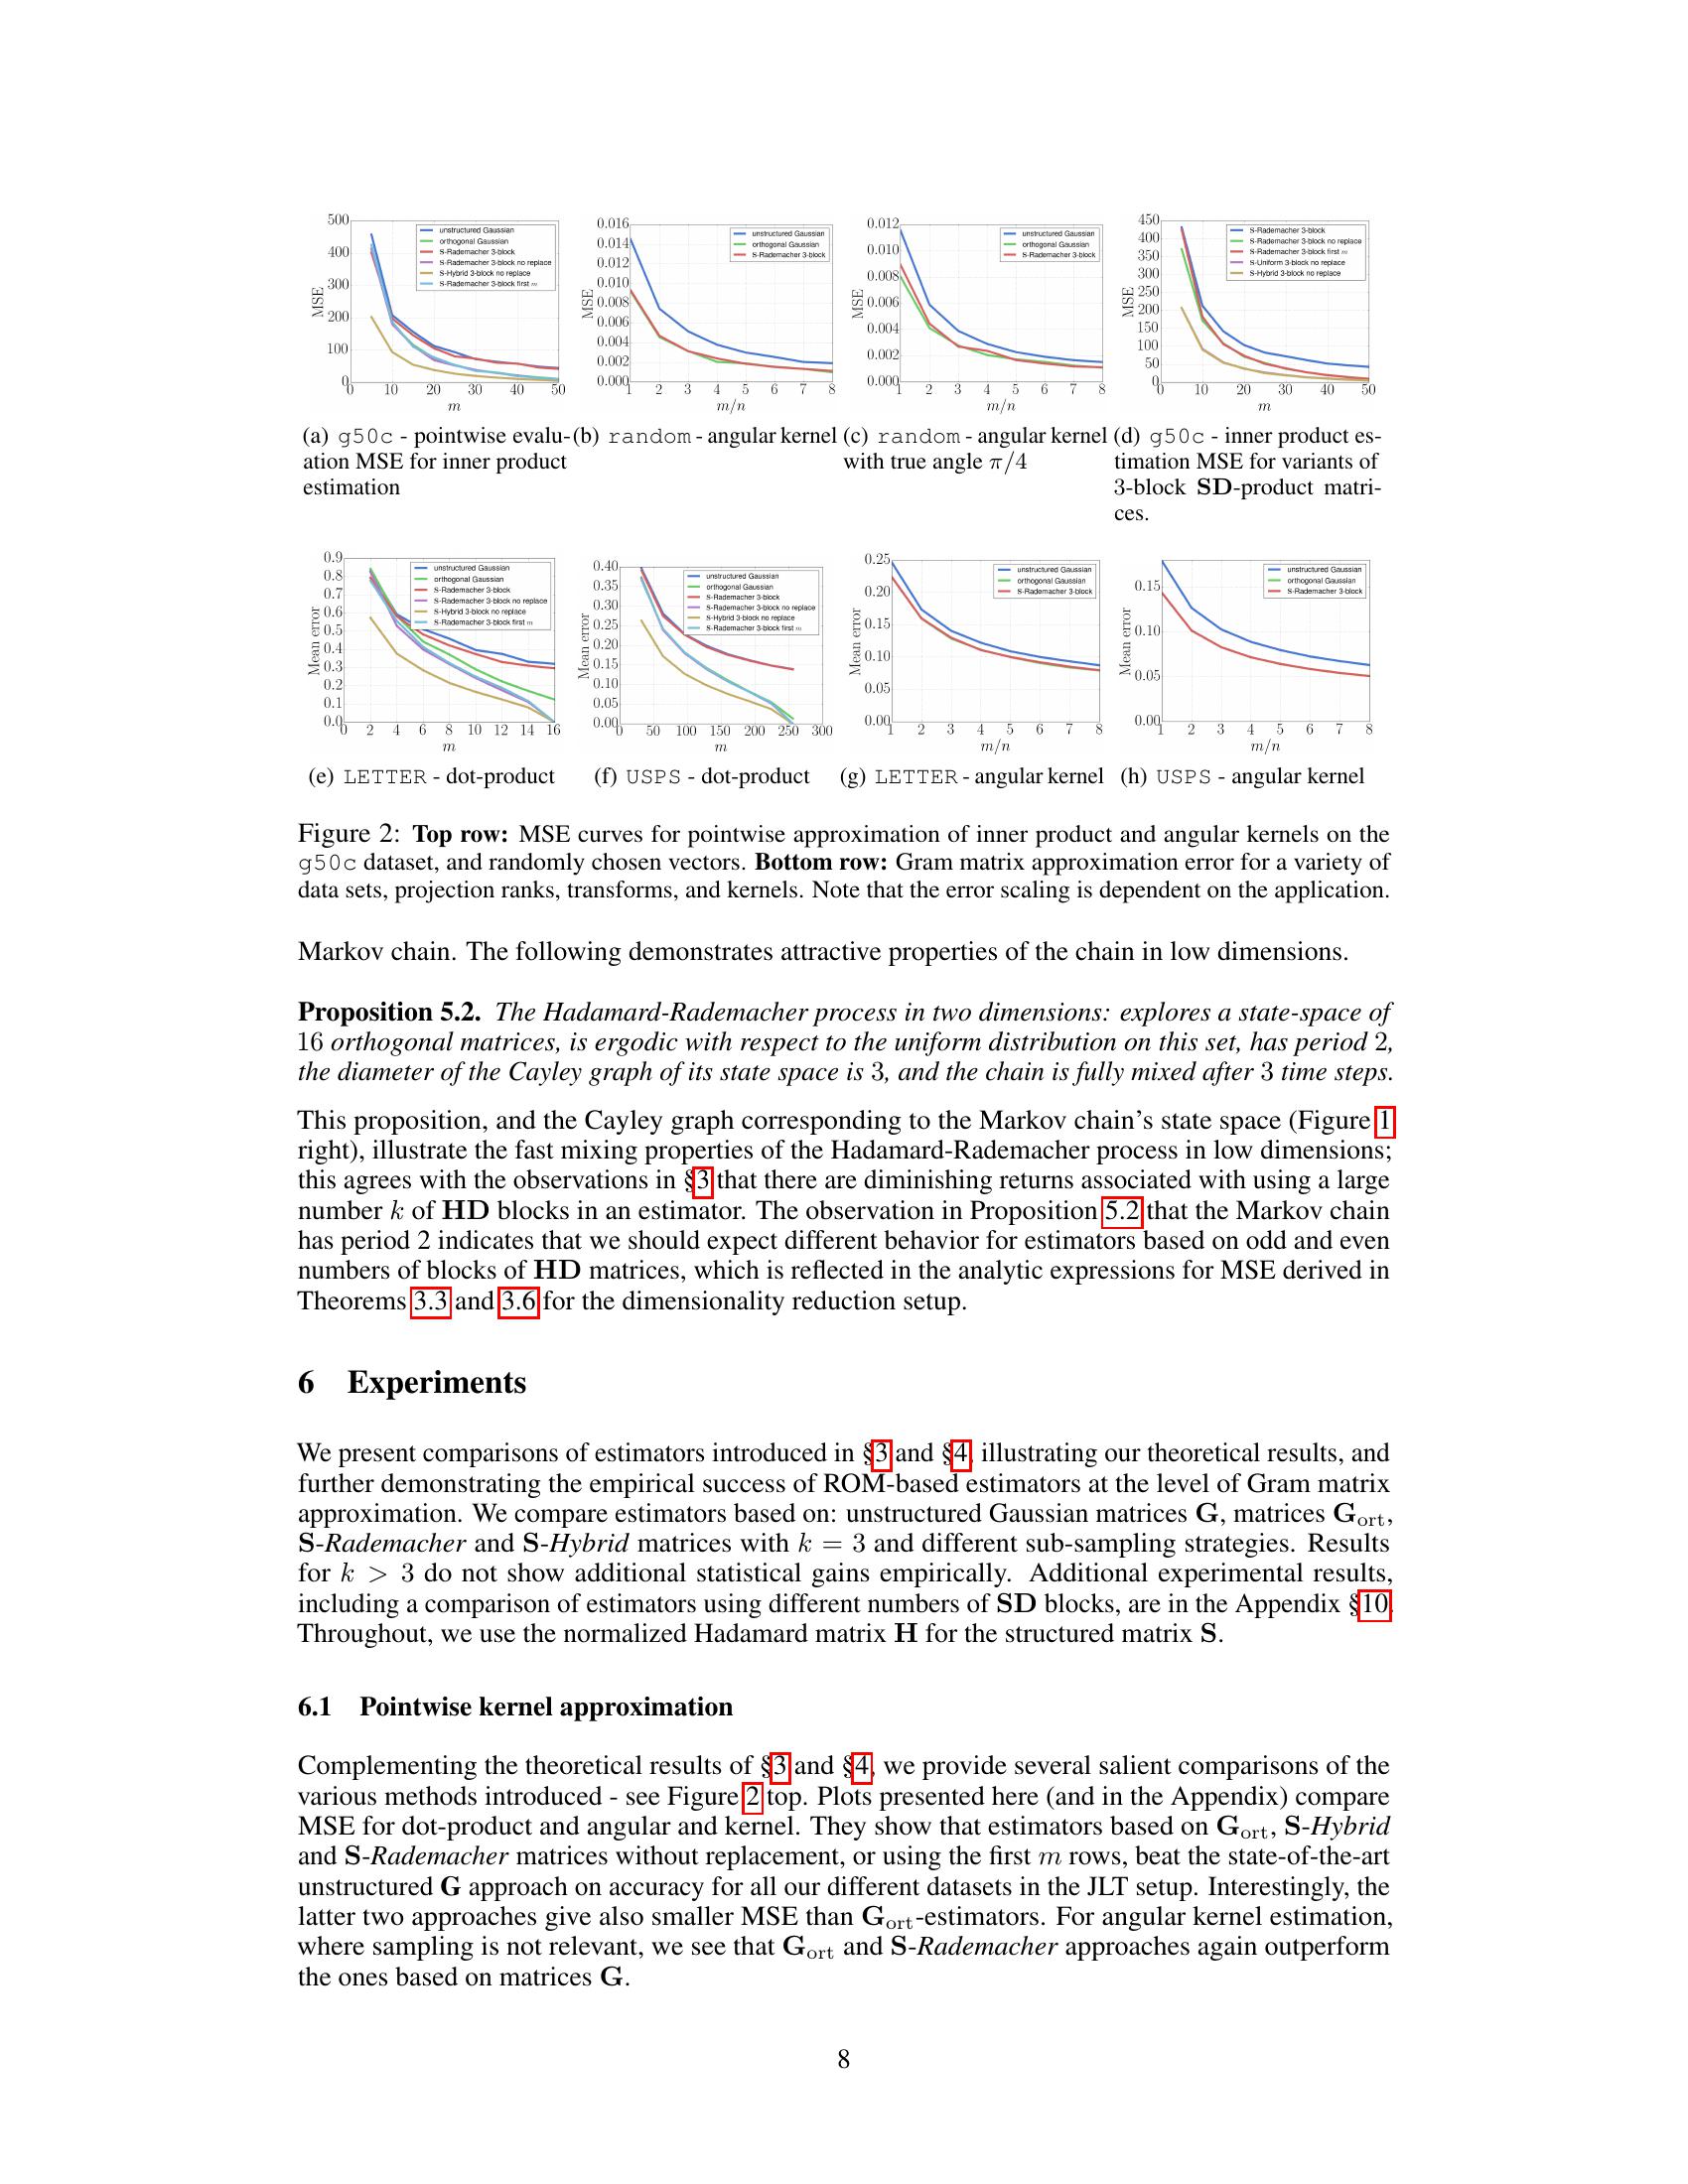 500
400
300
200
100
0
0
10
20
30
40
50
m
MSE
unstructured Gaussian
orthogonal Gaussian
S-Rademacher 3-block
S-Rademacher 3-block no replace
S-Hybrid 3-block no replace
S-Rademacher 3-block first m
0.016
0.014
0.012
0.010
0.008
0.006
0.004
0.002
0.000
1
2
3
4
5
6
7
8
m/n
MSE
unstructured Gaussian
orthogonal Gaussian
S-Rademacher 3-block
0.012
0.010
0.008
0.006
0.004
0.002
0.000
1
2
3
4
5
6
7
8
m/n
MSE
unstructured Gaussian
orthogonal Gaussian
S-Rademacher 3-block
450
400
350
300
250
200
150
100
50
0
0
10
20
30
40
50
m
MSE
S-Rademacher 3-block
S-Rademacher 3-block no replace
S-Rademacher 3-block first m
S-Uniform 3-block no replace
S-Hybrid 3-block no replace
(a) g50c - pointwise evalu-
ation MSE for inner product
estimation
(b) random - angular kernel
(c) random - angular kernel
with true angle π/4
(d) g50c - inner product es-
timation MSE for variants of
3-block SD-product matri-
ces.
0.9
0.8
0.7
0.6
0.5
0.4
0.3
0.2
0.1
0.0
0
2
4
6
8
10
12
14
16
m
Mean error
unstructured Gaussian
orthogonal Gaussian
S-Rademacher 3-block
S-Rademacher 3-block no replace
S-Hybrid 3-block no replace
S-Rademacher 3-block first m
0.40
0.35
0.30
0.25
0.20
0.15
0.10
0.05
0.00
0
50
100
150
200
250
300
m
Mean error
unstructured Gaussian
orthogonal Gaussian
S-Rademacher 3-block
S-Rademacher 3-block no replace
S-Hybrid 3-block no replace
S-Rademacher 3-block first m
0.25
0.20
0.15
0.10
0.05
0.00
1
2
3
4
5
6
7
8
m/n
Mean error
unstructured Gaussian
orthogonal Gaussian
S-Rademacher 3-block
0.15
0.10
0.05
0.00
1
2
3
4
5
6
7
8
m/n
Mean error
unstructured Gaussian
orthogonal Gaussian
S-Rademacher 3-block
(e) LETTER - dot-product
(f) USPS - dot-product
(g) LETTER - angular kernel
(h) USPS - angular kernel
Figure 2: Top row: MSE curves for pointwise approximation of inner product and angular kernels on the
g50c dataset, and randomly chosen vectors. Bottom row: Gram matrix approximation error for a variety of
data sets, projection ranks, transforms, and kernels. Note that the error scaling is dependent on the application.
Markov chain. The following demonstrates attractive properties of the chain in low dimensions.
Proposition 5.2. The Hadamard-Rademacher process in two dimensions: explores a state-space of
16 orthogonal matrices, is ergodic with respect to the uniform distribution on this set, has period 2,
the diameter of the Cayley graph of its state space is 3, and the chain is fully mixed after 3 time steps.
This proposition, and the Cayley graph corresponding to the Markov chain's state space (Figure 1
right), illustrate the fast mixing properties of the Hadamard-Rademacher process in low dimensions;
this agrees with the observations in §3 that there are diminishing returns associated with using a large
number k of HD blocks in an estimator. The observation in Proposition 5.2 that the Markov chain
has period 2 indicates that we should expect different behavior for estimators based on odd and even
numbers of blocks of HD matrices, which is reflected in the analytic expressions for MSE derived in
Theorems 3.3 and 3.6 for the dimensionality reduction setup.
6 Experiments
We present comparisons of estimators introduced in §3 and §4, illustrating our theoretical results, and
further demonstrating the empirical success of ROM-based estimators at the level of Gram matrix
approximation. We compare estimators based on: unstructured Gaussian matrices G, matrices G_ort,
S-Rademacher and S-Hybrid matrices with k = 3 and different sub-sampling strategies. Results
for k > 3 do not show additional statistical gains empirically. Additional experimental results,
including a comparison of estimators using different numbers of SD blocks, are in the Appendix §10.
Throughout, we use the normalized Hadamard matrix H for the structured matrix S.
6.1 Pointwise kernel approximation
Complementing the theoretical results of §3 and §4, we provide several salient comparisons of the
various methods introduced - see Figure 2 top. Plots presented here (and in the Appendix) compare
MSE for dot-product and angular and kernel. They show that estimators based on G_ort, S-Hybrid
and S-Rademacher matrices without replacement, or using the first m rows, beat the state-of-the-art
unstructured G approach on accuracy for all our different datasets in the JLT setup. Interestingly, the
latter two approaches give also smaller MSE than G_ort-estimators. For angular kernel estimation,
where sampling is not relevant, we see that G_ort and S-Rademacher approaches again outperform
the ones based on matrices G.
8